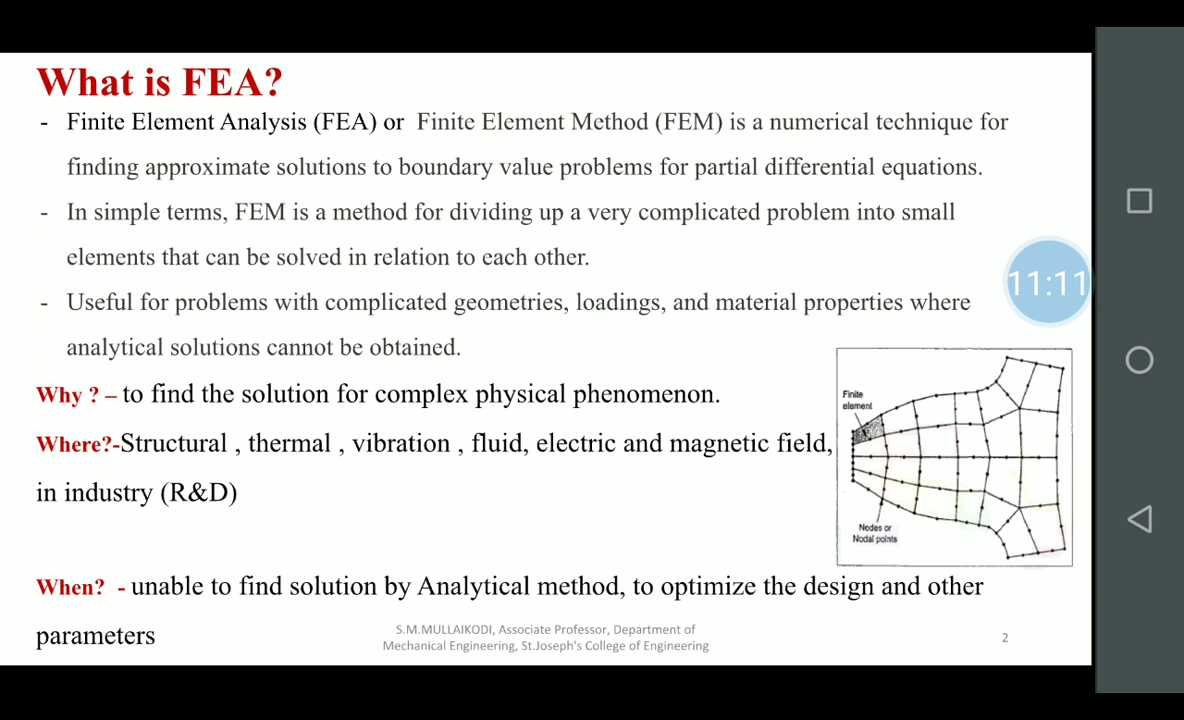 What is FEA?
- Finite Element Analysis (FEA) or Finite Element Method (FEM) is a numerical technique for
finding approximate solutions to boundary value problems for partial differential equations.
- In simple terms, FEM is a method for dividing up a very complicated problem into small
elements that can be solved in relation to each other.
- Useful for problems with complicated geometries, loadings, and material properties where
analytical solutions cannot be obtained.
11:11
Why ? – to find the solution for complex physical phenomenon.
Where?-Structural , thermal , vibration , fluid, electric and magnetic field,
in industry (R&D)
Finite
element
Nodes or
Nodal points
When? - unable to find solution by Analytical method, to optimize the design and other
parameters
S.M.MULLAIKODI, Associate Professor, Department of
Mechanical Engineering, St.Joseph's College of Engineering
2